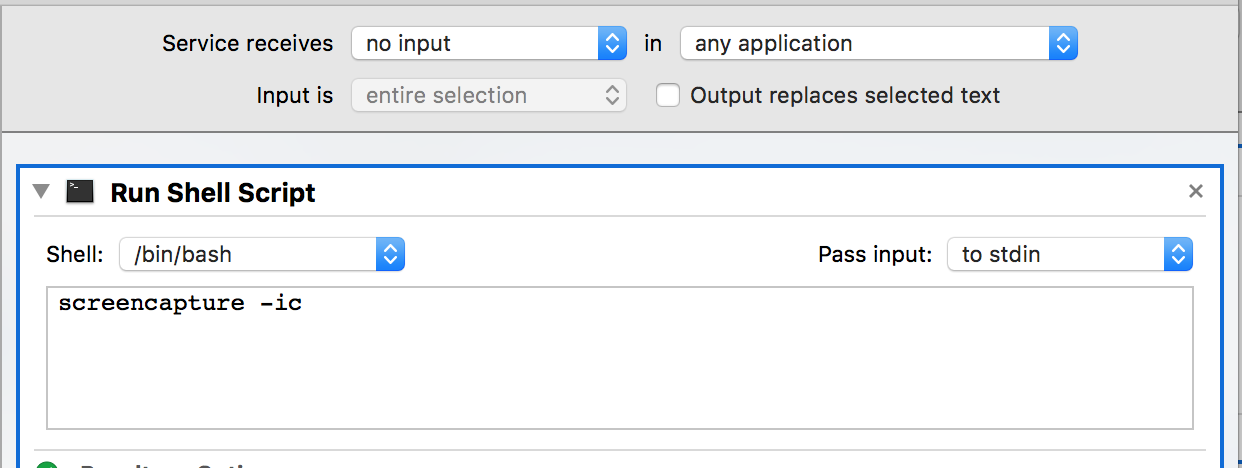 Service receives no input in any application
Input is entire selection Output replaces selected text
Run Shell Script
Shell: /bin/bash Pass input: to stdin
screencapture -ic